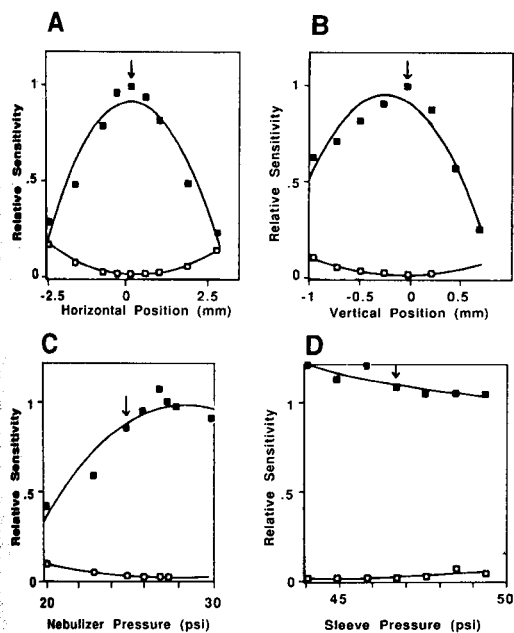 A
Relative Sensitivity
1
.5
0
-2.5
0
2.5
Horizontal Position (mm)
B
Relative Sensitivity
1
.5
0
-1
-0.5
0
0.5
Vertical Position (mm)
C
Relative Sensitivity
1
.5
0
20
30
Nebulizer Pressure (psi)
D
Relative Sensitivity
1
.5
0
45
50
Sleeve Pressure (psi)